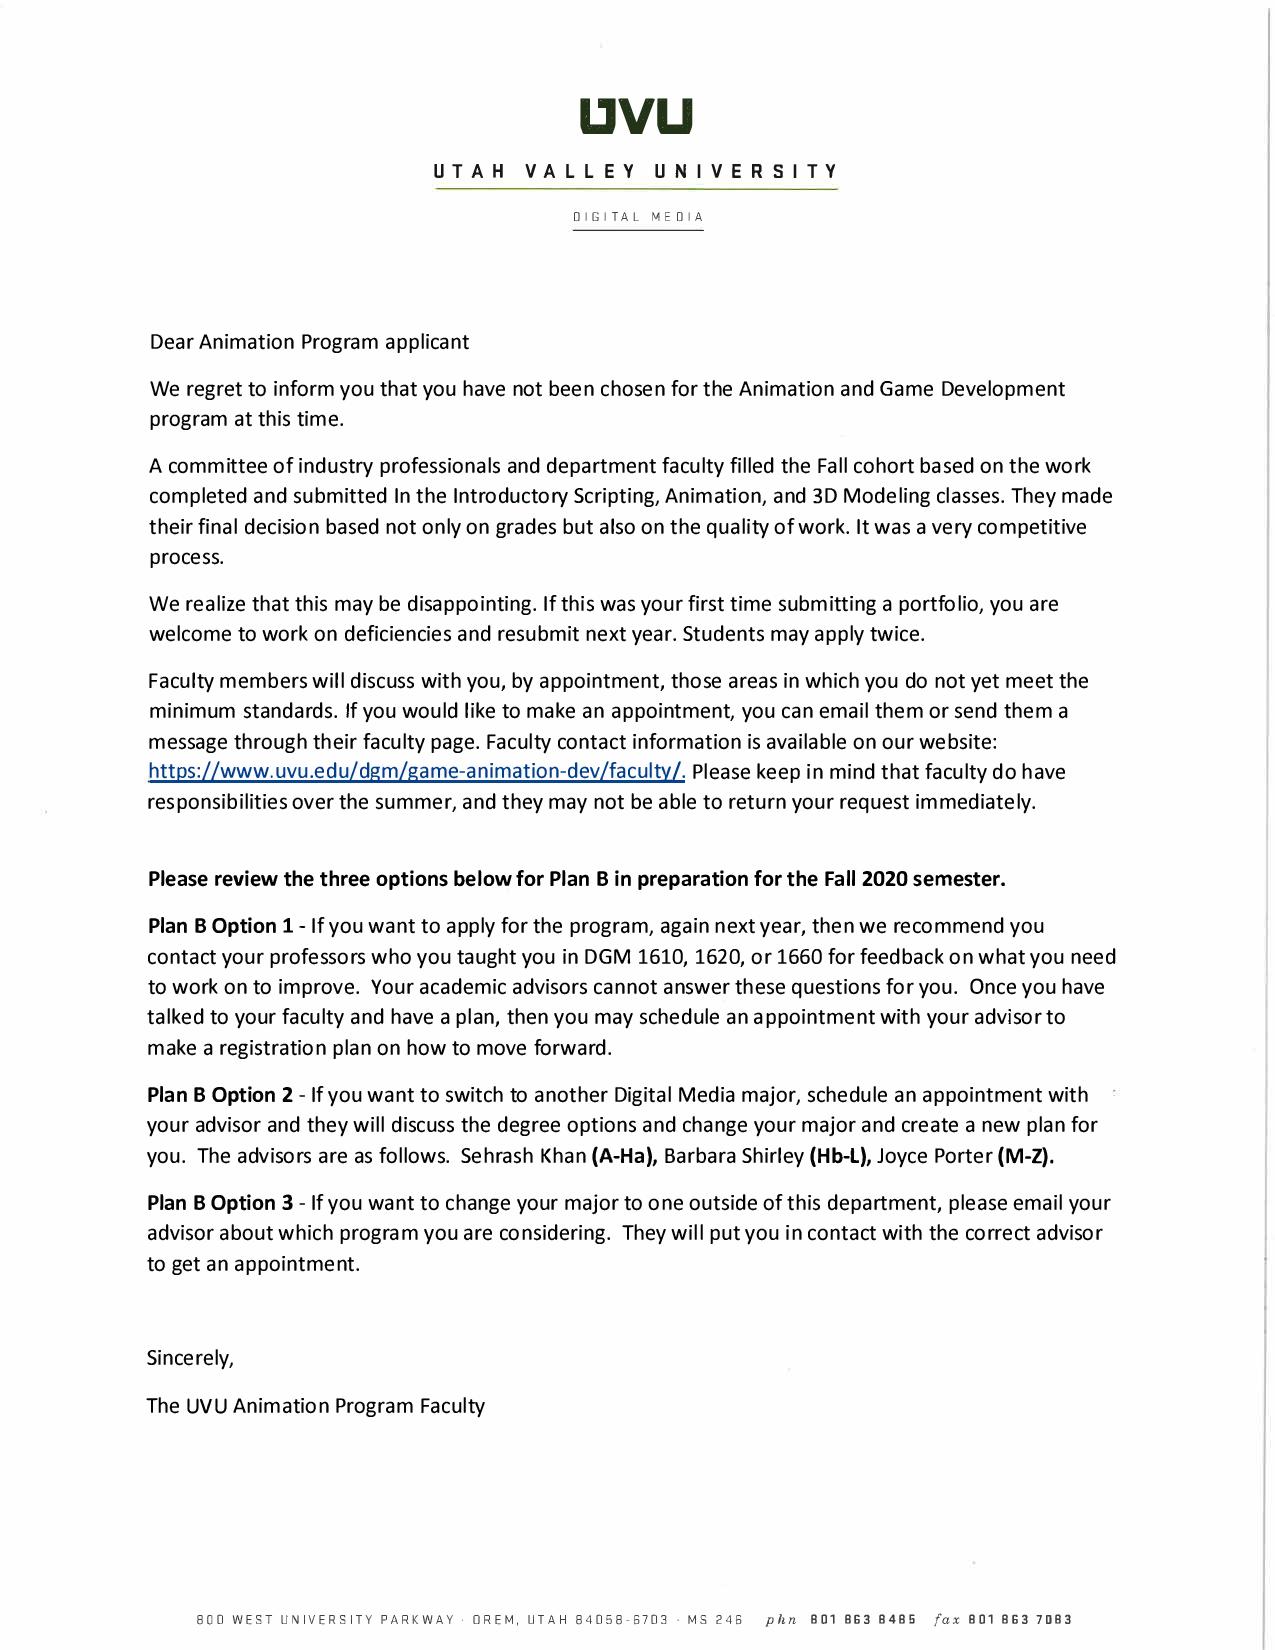 UVU
UTAH VALLEY UNIVERSITY
DIGITAL MEDIA
Dear Animation Program applicant
We regret to inform you that you have not been chosen for the Animation and Game Development
program at this time.
A committee of industry professionals and department faculty filled the Fall cohort based on the work
completed and submitted In the Introductory Scripting, Animation, and 3D Modeling classes. They made
their final decision based not only on grades but also on the quality of work. It was a very competitive
process.
We realize that this may be disappointing. If this was your first time submitting a portfolio, you are
welcome to work on deficiencies and resubmit next year. Students may apply twice.
Faculty members will discuss with you, by appointment, those areas in which you do not yet meet the
minimum standards. If you would like to make an appointment, you can email them or send them a
message through their faculty page. Faculty contact information is available on our website:
https://www.uvu.edu/dgm/game-animation-dev/faculty/. Please keep in mind that faculty do have
responsibilities over the summer, and they may not be able to return your request immediately.
Please review the three options below for Plan B in preparation for the Fall 2020 semester.
Plan B Option 1 - If you want to apply for the program, again next year, then we recommend you
contact your professors who you taught you in DGM 1610, 1620, or 1660 for feedback on what you need
to work on to improve. Your academic advisors cannot answer these questions for you. Once you have
talked to your faculty and have a plan, then you may schedule an appointment with your advisor to
make a registration plan on how to move forward.
Plan B Option 2 - If you want to switch to another Digital Media major, schedule an appointment with
your advisor and they will discuss the degree options and change your major and create a new plan for
you. The advisors are as follows. Sehrash Khan (A-Ha), Barbara Shirley (Hb-L), Joyce Porter (M-Z).
Plan B Option 3 - If you want to change your major to one outside of this department, please email your
advisor about which program you are considering. They will put you in contact with the correct advisor
to get an appointment.
Sincerely,
The UVU Animation Program Faculty
800 WEST UNIVERSITY PARKWAY · OREM, UTAH 84058-6703 · MS 246 phn 801 863 8485 fax 801 863 7083